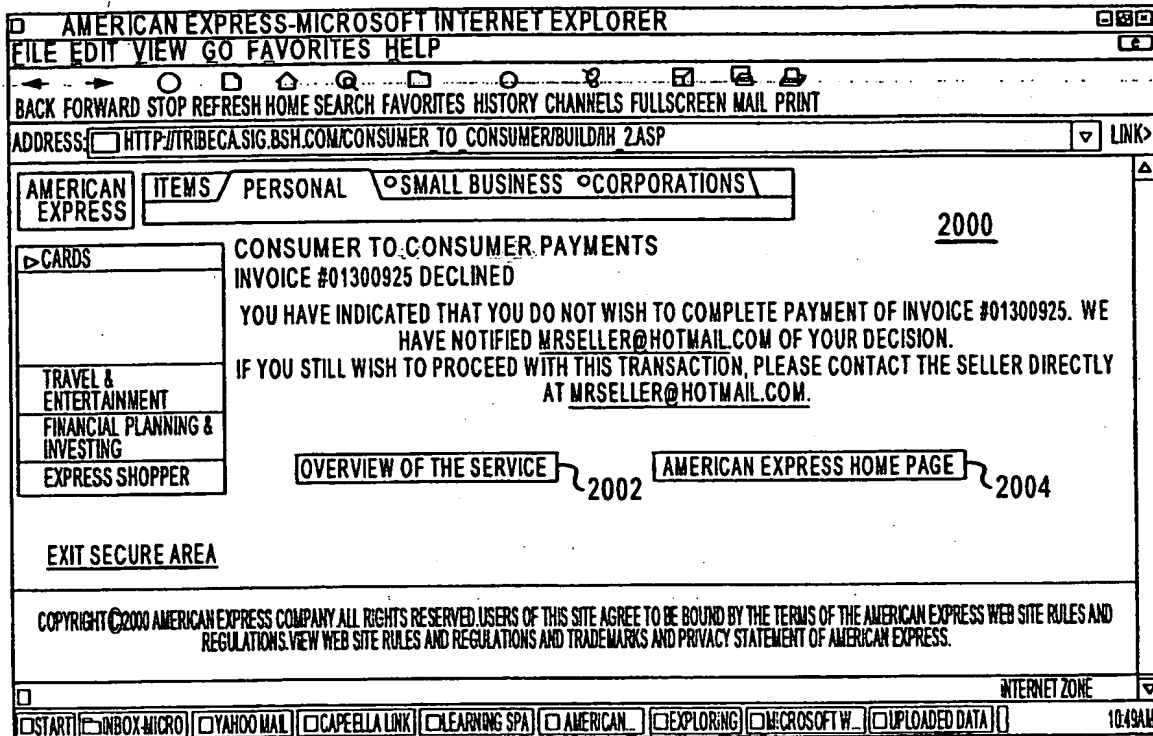 AMERICAN EXPRESS-MICROSOFT INTERNET EXPLORER
FILE EDIT VIEW GO FAVORITES HELP
BACK FORWARD STOP REFRESH HOME SEARCH FAVORITES HISTORY CHANNELS FULLSCREEN MAIL PRINT
ADDRESS: HTTP://TRIBECA.SIG.BSH.COM/CONSUMER_TO_CONSUMER/BUILD/IH_2.ASP LINK>
AMERICAN EXPRESS
ITEMS PERSONAL SMALL BUSINESS CORPORATIONS
2000
CARDS
TRAVEL &
ENTERTAINMENT
FINANCIAL PLANNING &
INVESTING
EXPRESS SHOPPER
CONSUMER TO CONSUMER PAYMENTS
INVOICE #01300925 DECLINED
YOU HAVE INDICATED THAT YOU DO NOT WISH TO COMPLETE PAYMENT OF INVOICE #01300925. WE
HAVE NOTIFIED MRSELLER@HOTMAIL.COM OF YOUR DECISION.
IF YOU STILL WISH TO PROCEED WITH THIS TRANSACTION, PLEASE CONTACT THE SELLER DIRECTLY
AT MRSELLER@HOTMAIL.COM.
OVERVIEW OF THE SERVICE 2002 AMERICAN EXPRESS HOME PAGE 2004
EXIT SECURE AREA
COPYRIGHT ©2000 AMERICAN EXPRESS COMPANY ALL RIGHTS RESERVED.USERS OF THIS SITE AGREE TO BE BOUND BY THE TERMS OF THE AMERICAN EXPRESS WEB SITE RULES AND
REGULATIONS.VIEW WEB SITE RULES AND REGULATIONS AND TRADEMARKS AND PRIVACY STATEMENT OF AMERICAN EXPRESS.
INTERNET ZONE
START INBOX-MICRO YAHOO MAIL CAPEELLA LINK LEARNING SPA AMERICAN... EXPLORING MICROSOFT W... UPLOADED DATA 10:49AM